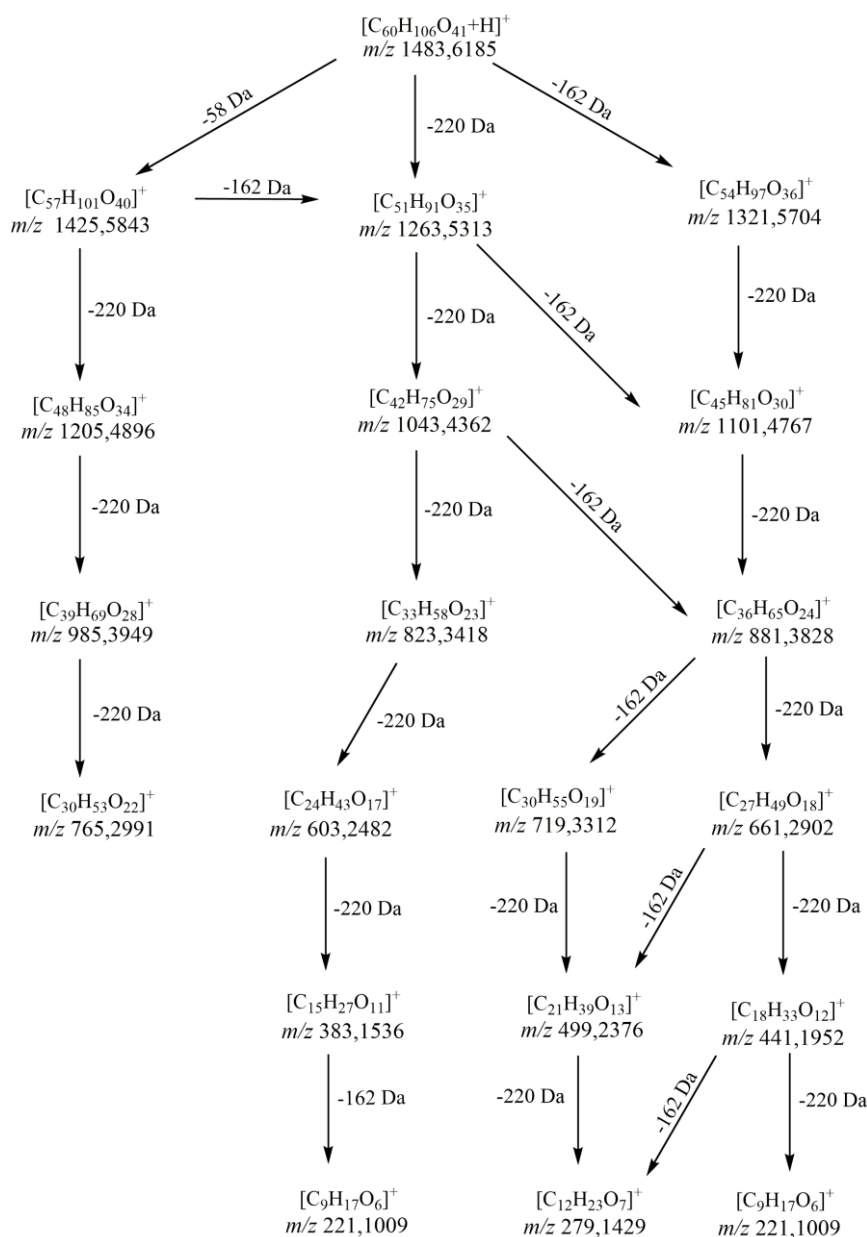 [C₆₀H₁₀₆O₄₁+H]⁺
m/z 1483,6185
-58 Da
-220 Da
-162 Da
[C₅₇H₁₀₁O₄₀]⁺
m/z 1425,5843
-162 Da
[C₅₁H₉₁O₃₅]⁺
m/z 1263,5313
[C₅₄H₉₇O₃₆]⁺
m/z 1321,5704
-220 Da
-220 Da
-162 Da
-220 Da
[C₄₈H₈₅O₃₄]⁺
m/z 1205,4896
[C₄₂H₇₅O₂₉]⁺
m/z 1043,4362
[C₄₅H₈₁O₃₀]⁺
m/z 1101,4767
-220 Da
-220 Da
-162 Da
-220 Da
[C₃₉H₆₉O₂₈]⁺
m/z 985,3949
[C₃₃H₅₈O₂₃]⁺
m/z 823,3418
[C₃₆H₆₅O₂₄]⁺
m/z 881,3828
-220 Da
-220 Da
-162 Da
-220 Da
[C₃₀H₅₃O₂₂]⁺
m/z 765,2991
[C₂₄H₄₃O₁₇]⁺
m/z 603,2482
[C₃₀H₅₅O₁₉]⁺
m/z 719,3312
[C₂₇H₄₉O₁₈]⁺
m/z 661,2902
-220 Da
-220 Da
-162 Da
-220 Da
[C₁₅H₂₇O₁₁]⁺
m/z 383,1536
[C₂₁H₃₉O₁₃]⁺
m/z 499,2376
[C₁₈H₃₃O₁₂]⁺
m/z 441,1952
-162 Da
-220 Da
-162 Da
-220 Da
[C₉H₁₇O₆]⁺
m/z 221,1009
[C₁₂H₂₃O₇]⁺
m/z 279,1429
[C₉H₁₇O₆]⁺
m/z 221,1009